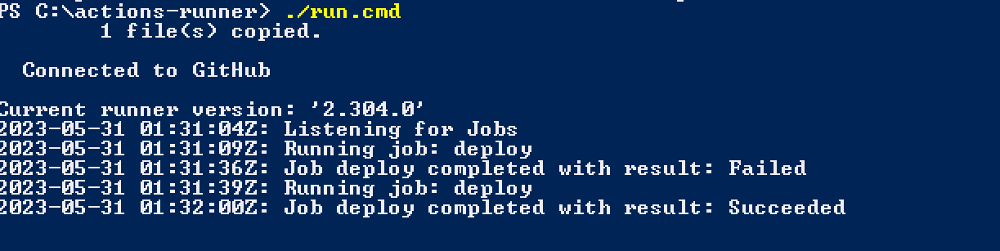 PS C:\actions-runner> ./run.cmd
1 file(s) copied.
Connected to GitHub
Current runner version: '2.304.0'
2023-05-31 01:31:04Z: Listening for Jobs
2023-05-31 01:31:09Z: Running job: deploy
2023-05-31 01:31:36Z: Job deploy completed with result: Failed
2023-05-31 01:31:39Z: Running job: deploy
2023-05-31 01:32:00Z: Job deploy completed with result: Succeeded